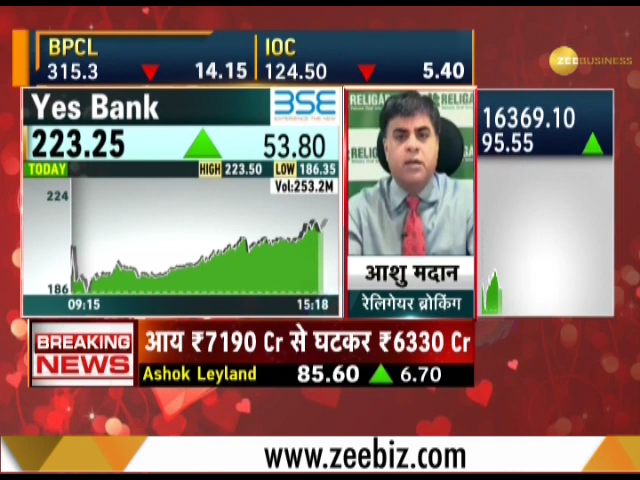 BPCL
315.3 14.15
IOC
124.50 5.40
ZEEBUSINESS
Yes Bank
BSE
EXPERIENCE THE NEW
223.25 53.80
TODAY HIGH 223.50 LOW 186.35
Vol:253.2M
224
186
09:15 15:18
RELIGAR
RELIG
RELI
आशु मदान
रेलिगेयर ब्रोकिंग
16369.10
95.55
BREAKING
NEWS
आय ₹7190 Cr से घटकर ₹6330 Cr
Ashok Leyland 85.60 6.70
www.zeebiz.com